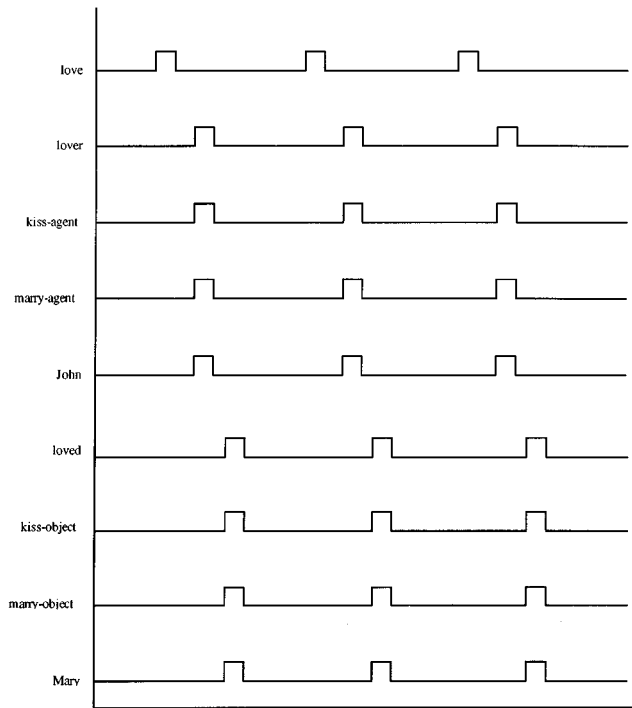 love
lover
kiss-agent
marry-agent
John
loved
kiss-object
marry-object
Mary